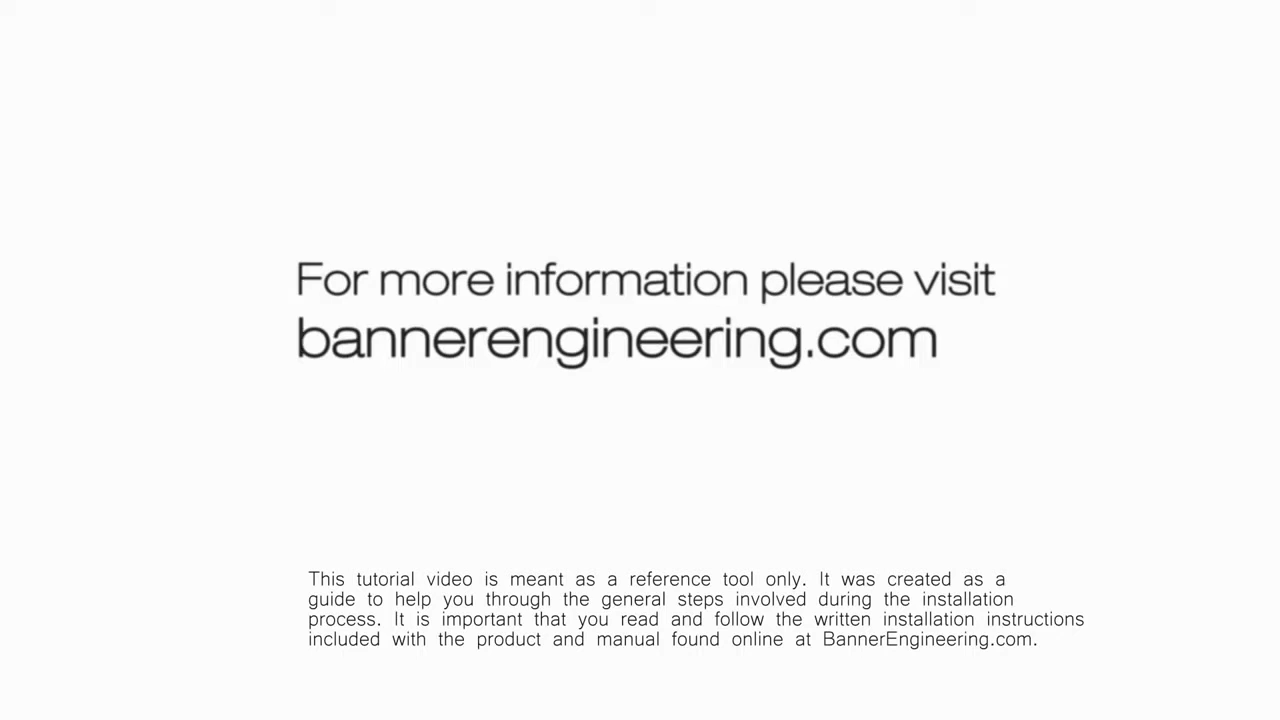 For more information please visit
bannerengineering.com
This tutorial video is meant as a reference tool only. It was created as a
guide to help you through the general steps involved during the installation
process. It is important that you read and follow the written installation instructions
included with the product and manual found online at BannerEngineering.com.